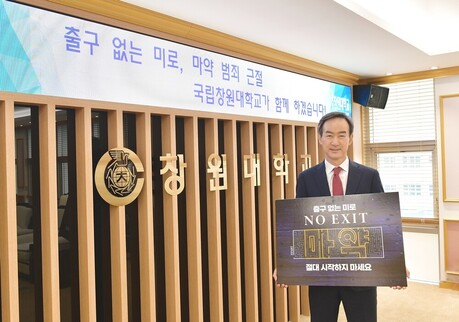 출구 없는 미로, 마약 범죄 근절
국립창원대학교가 함께 하겠습니다!
창원대학교
출구 없는 미로
NO EXIT
마약
절대 시작하지 마세요